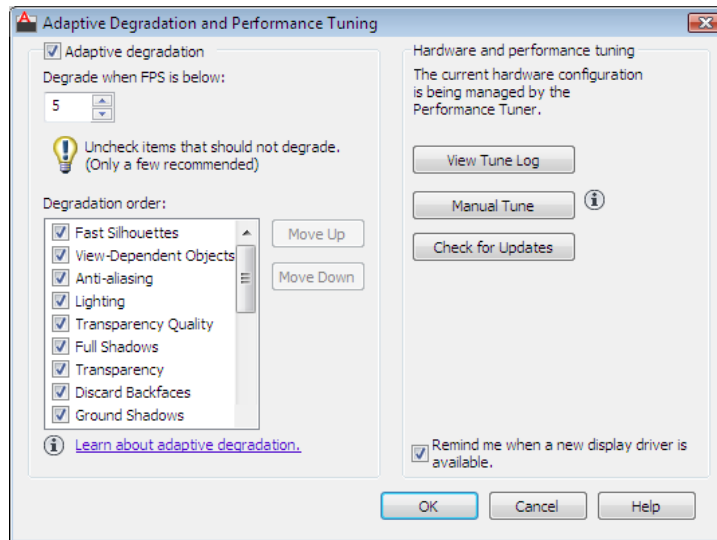 Adaptive Degradation and Performance Tuning
Adaptive degradation
Degrade when FPS is below:
5
Uncheck items that should not degrade.
(Only a few recommended)
Degradation order:
Fast Silhouettes
View-Dependent Objects
Anti-aliasing
Lighting
Transparency Quality
Full Shadows
Transparency
Discard Backfaces
Ground Shadows
Move Up
Move Down
Learn about adaptive degradation.
Hardware and performance tuning
The current hardware configuration
is being managed by the
Performance Tuner.
View Tune Log
Manual Tune
Check for Updates
Remind me when a new display driver is
available.
OK
Cancel
Help